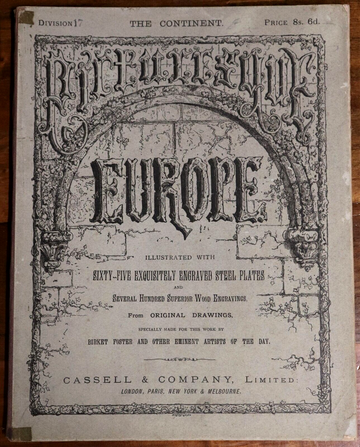 Division 17 THE CONTINENT. Price 8s. 6d.
PICTURESQUE
EUROPE
ILLUSTRATED WITH
SIXTY-FIVE EXQUISITELY ENGRAVED STEEL PLATES
AND
SEVERAL HUNDRED SUPERIOR WOOD ENGRAVINGS,
From ORIGINAL DRAWINGS,
SPECIALLY MADE FOR THIS WORK BY
BIRKET FOSTER AND OTHER EMINENT ARTISTS OF THE DAY.
CASSELL & COMPANY, LIMITED
LONDON, PARIS, NEW YORK & MELBOURNE.